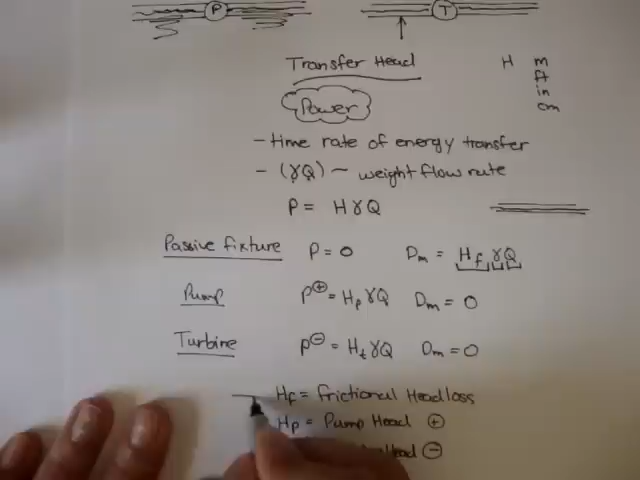 P T
Transfer Head H m
ft
in
cm
Power
- time rate of energy transfer
- (γQ) ~ weight flow rate
P = HγQ
Passive fixture P = 0 Dm = Hf γQ
Pump P⊕ = Hp γQ Dm = 0
Turbine P⊖ = Ht γQ Dm = 0
Hf = Frictional Headloss
Hp = Pump Head ⊕
Head ⊖